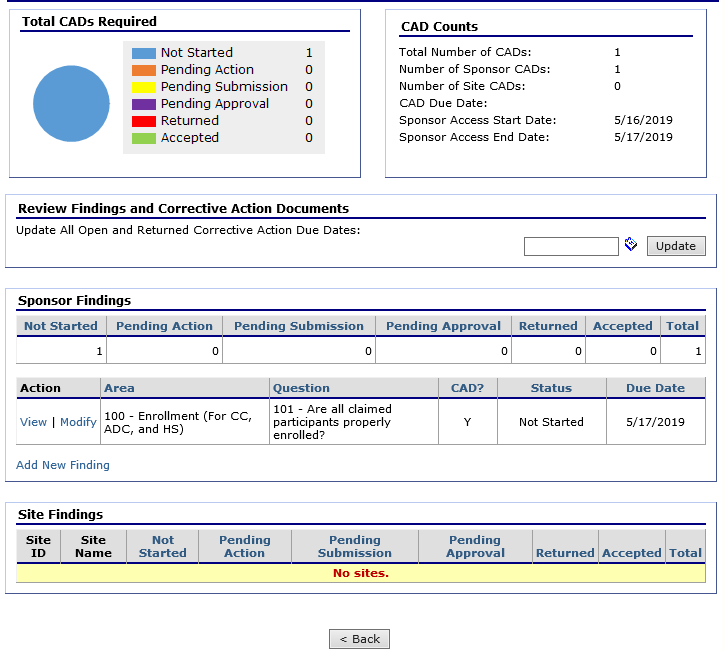 Total CADs Required
Not Started 1
Pending Action 0
Pending Submission 0
Pending Approval 0
Returned 0
Accepted 0
CAD Counts
Total Number of CADs: 1
Number of Sponsor CADs: 1
Number of Site CADs: 0
CAD Due Date:
Sponsor Access Start Date: 5/16/2019
Sponsor Access End Date: 5/17/2019
Review Findings and Corrective Action Documents
Update All Open and Returned Corrective Action Due Dates:
Update
Sponsor Findings
Not Started Pending Action Pending Submission Pending Approval Returned Accepted Total
1 0 0 0 0 0 1
Action Area Question CAD? Status Due Date
View | Modify
100 - Enrollment (For CC,
ADC, and HS)
101 - Are all claimed
participants properly
enrolled?
Y
Not Started
5/17/2019
Add New Finding
Site Findings
Site
ID
Site
Name
Not
Started
Pending
Action
Pending
Submission
Pending
Approval
Returned
Accepted
Total
No sites.
< Back